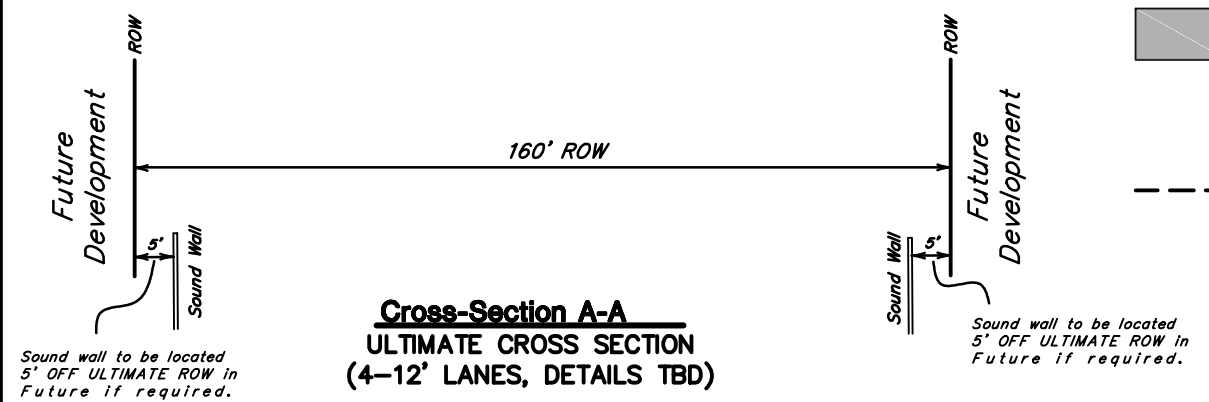 ROW
ROW
Future
Development
160' ROW
Future
Development
5'
Sound Wall
Sound Wall
5'
Cross-Section A-A
ULTIMATE CROSS SECTION
(4-12' LANES, DETAILS TBD)
Sound wall to be located
5' OFF ULTIMATE ROW in
Future if required.
Sound wall to be located
5' OFF ULTIMATE ROW in
Future if required.